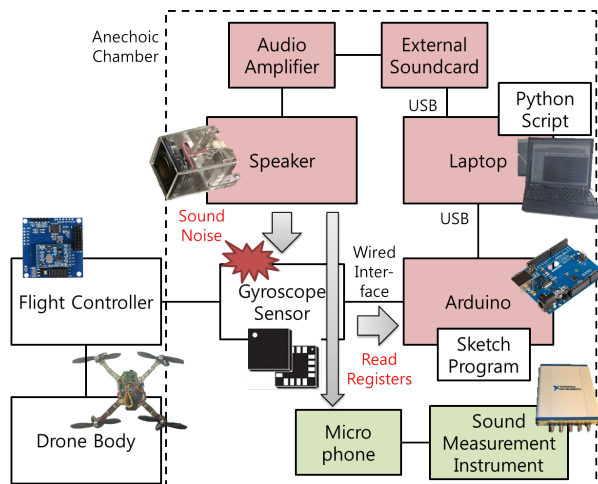 Anechoic
Chamber
Audio
Amplifier
External
Soundcard
USB
Python
Script
Speaker
Laptop
Sound
Noise
USB
Wired
Inter-
face
Flight Controller
Gyroscope
Sensor
Arduino
Sketch
Program
Read
Registers
Drone Body
Micro
phone
Sound
Measurement
Instrument